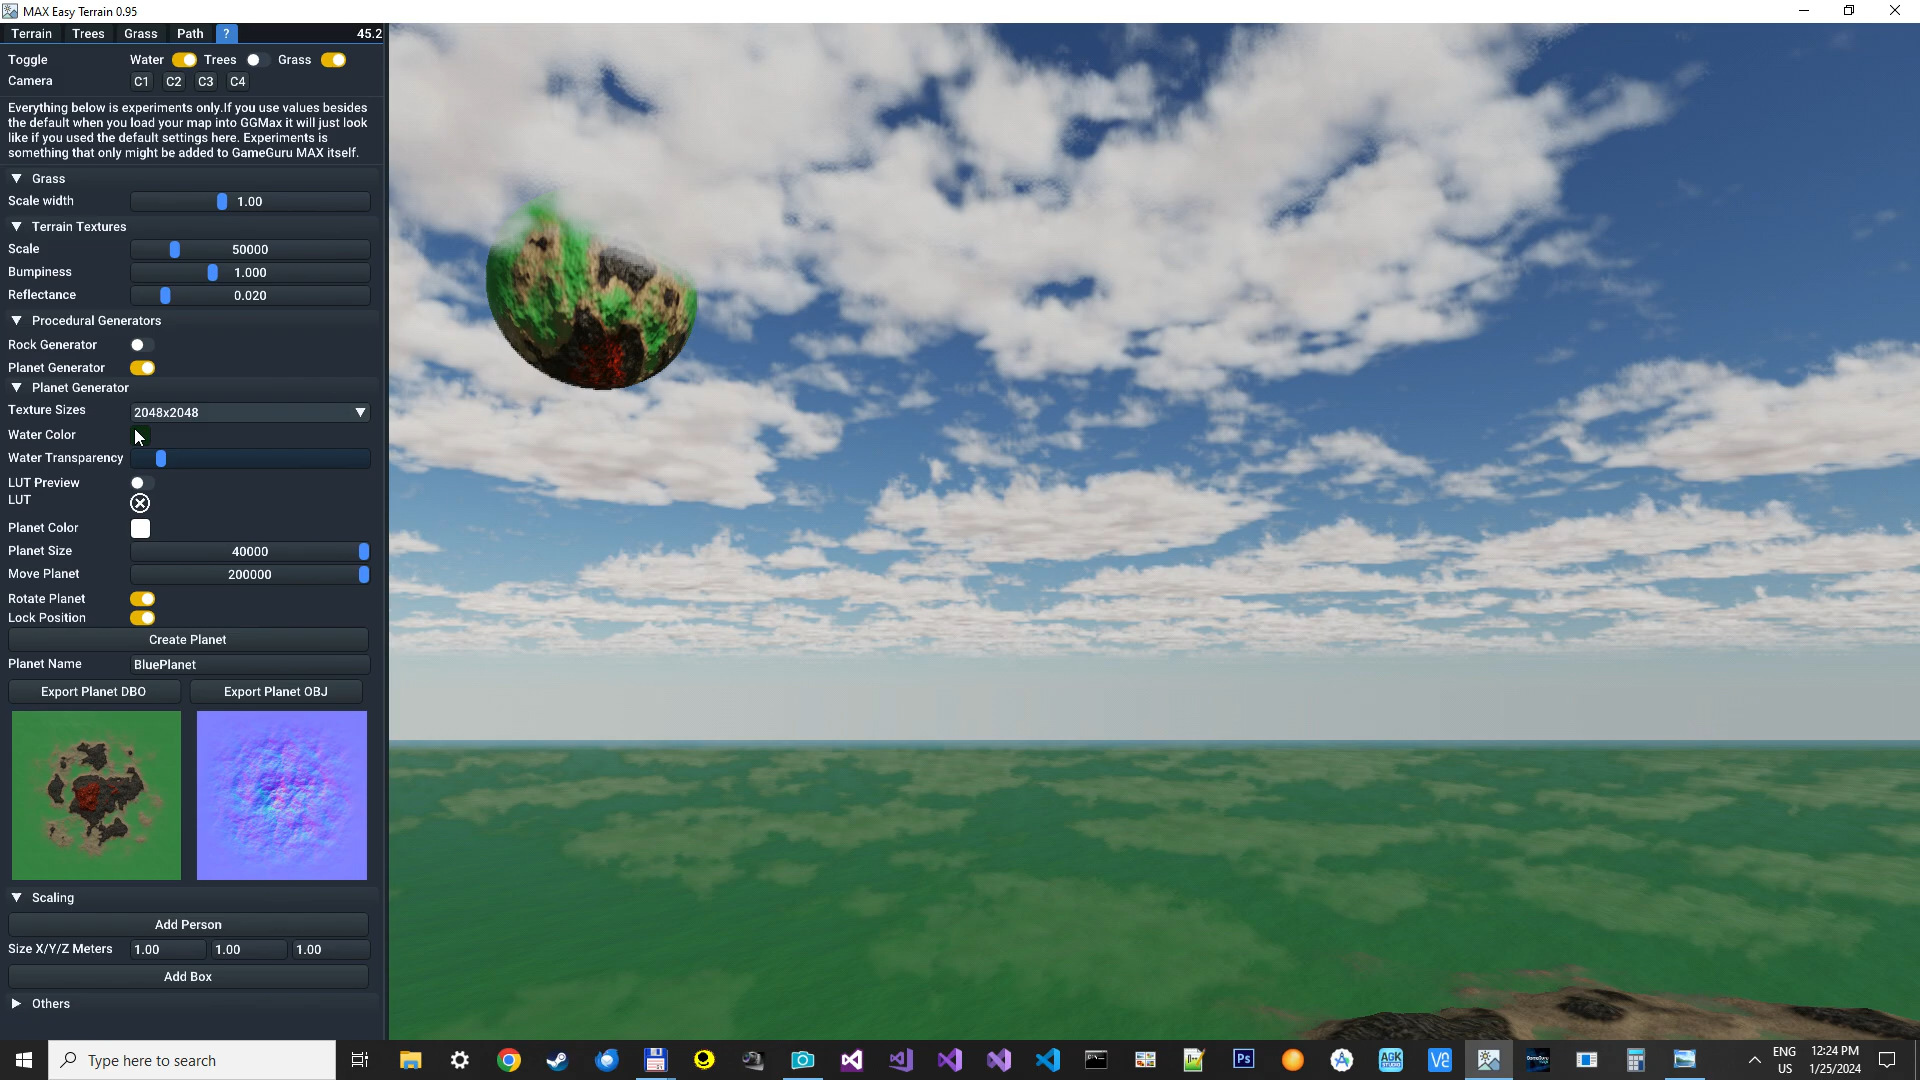 MAX Easy Terrain 0.95
Terrain Trees Grass Path ? 45.2
Toggle Water Trees Grass
Camera C1 C2 C3 C4
Everything below is experiments only.If you use values besides
the default when you load your map into GGMax it will just look
like if you used the default settings here. Experiments is
something that only might be added to GameGuru MAX itself.
Grass
Scale width 1.00
Terrain Textures
Scale 50000
Bumpiness 1.000
Reflectance 0.020
Procedural Generators
Rock Generator
Planet Generator
Planet Generator
Texture Sizes 2048x2048
Water Color
Water Transparency
LUT Preview
LUT
Planet Color
Planet Size 40000
Move Planet 200000
Rotate Planet
Lock Position
Create Planet
Planet Name BluePlanet
Export Planet DBO Export Planet OBJ
Scaling
Add Person
Size X/Y/Z Meters 1.00 1.00 1.00
Add Box
Others
Type here to search
Ps
AGK
STUDIO
ENG
US
12:24 PM
1/25/2024